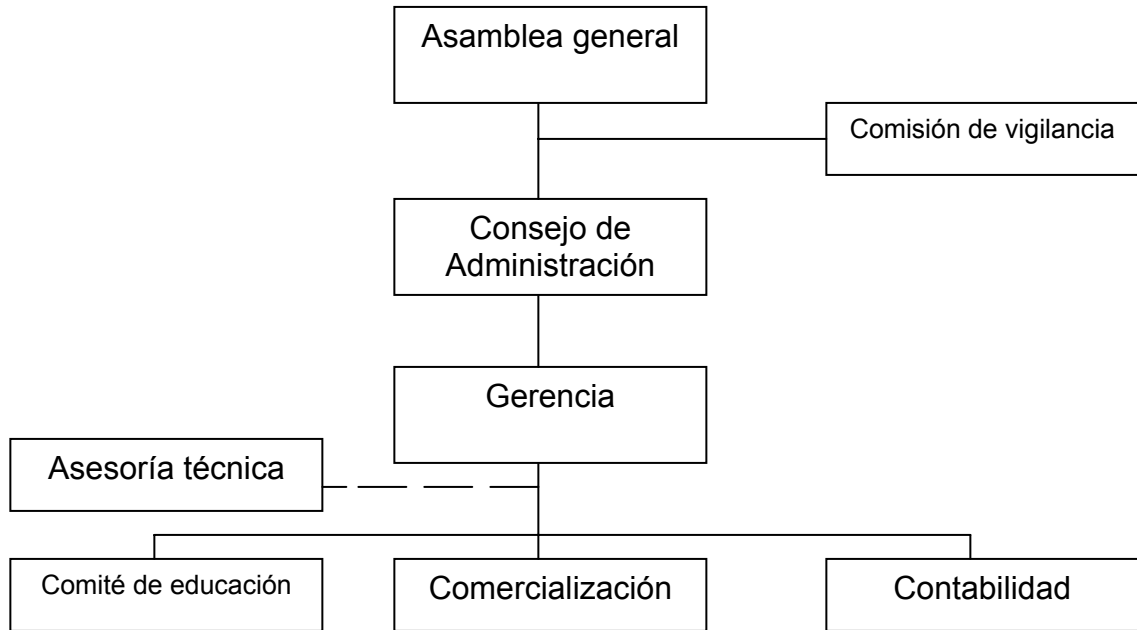 Asamblea general
Comisión de vigilancia
Consejo de
Administración
Gerencia
Asesoría técnica
Comité de educación
Comercialización
Contabilidad